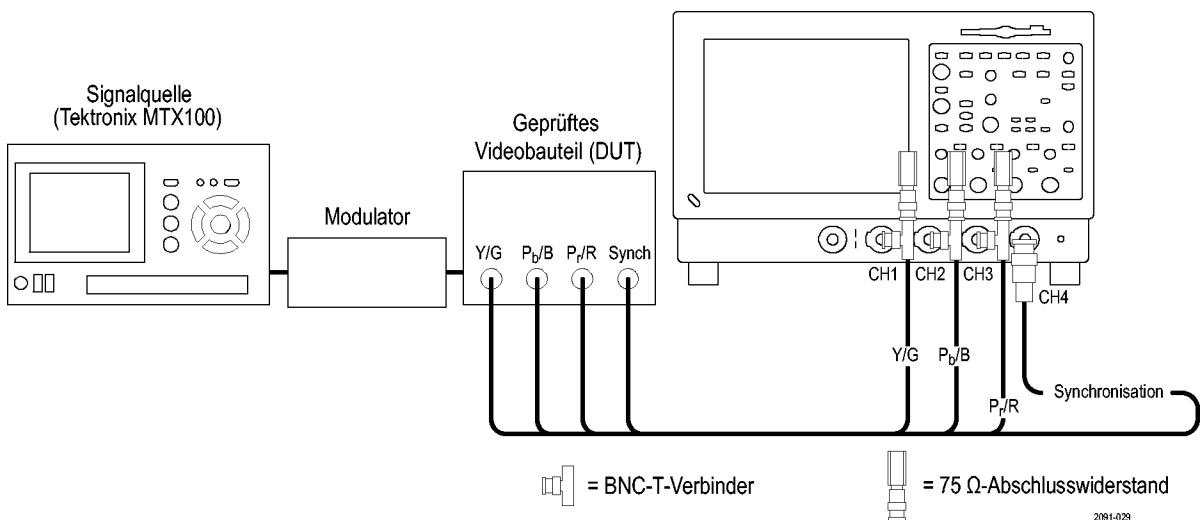 Signalquelle
(Tektronix MTX100)
Geprüftes
Videobauteil (DUT)
Modulator
Y/G Pb/B Pr/R Synch
CH1 CH2 CH3
CH4
Y/G Pb/B
Pr/R
Synchronisation
= BNC-T-Verbinder
= 75 Ω-Abschlusswiderstand
2091-029